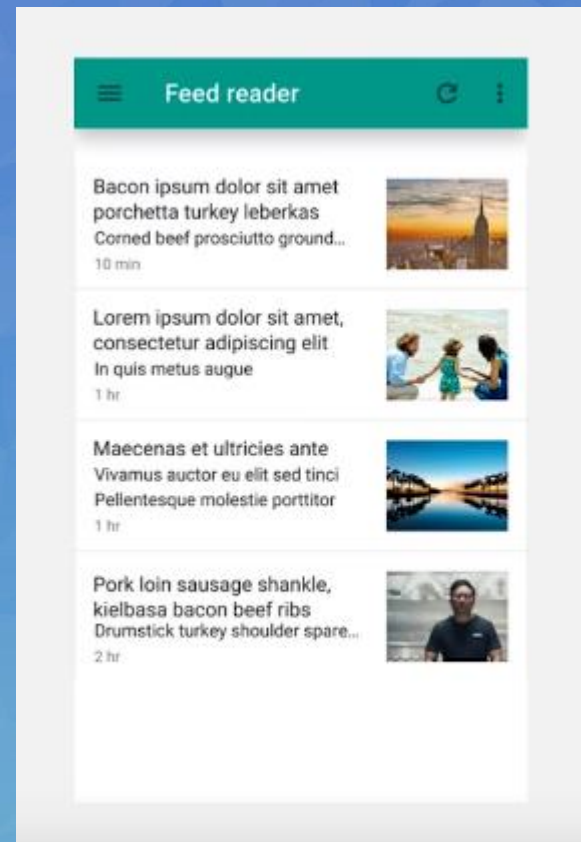 Feed reader
Bacon ipsum dolor sit amet
porchetta turkey leberkas
Corned beef prosciutto ground...
10 min
Lorem ipsum dolor sit amet,
consectetur adipiscing elit
In quis metus augue
1 hr
Maecenas et ultricies ante
Vivamus auctor eu elit sed tinci
Pellentesque molestie porttitor
1 hr
Pork loin sausage shankle,
kielbasa bacon beef ribs
Drumstick turkey shoulder spare...
2 hr